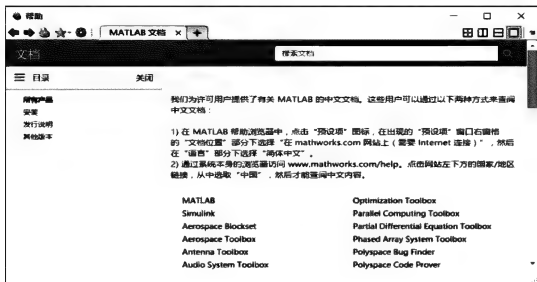 帮助
MATLAB 文档
文档
搜索文档
目录
关闭
所有产品
安装
发行说明
其他版本
我们为许可用户提供了有关 MATLAB 的中文文档。这些用户可以通过以下两种方式来查阅
中文文档：
1) 在 MATLAB 帮助浏览器中，点击“预设项”图标，在出现的“预设项”窗口右窗格
的“文档位置”部分下选择“在 mathworks.com 网站上 ( 需要 Internet 连接 )”，然后
在“语言”部分下选择“简体中文”。
2) 通过系统本身的浏览器访问 www.mathworks.com/help。点击网站左下方的国家/地区
链接，从中选取“中国”，然后才能查阅中文内容。
MATLAB
Simulink
Aerospace Blockset
Aerospace Toolbox
Antenna Toolbox
Audio System Toolbox
Optimization Toolbox
Parallel Computing Toolbox
Partial Differential Equation Toolbox
Phased Array System Toolbox
Polyspace Bug Finder
Polyspace Code Prover